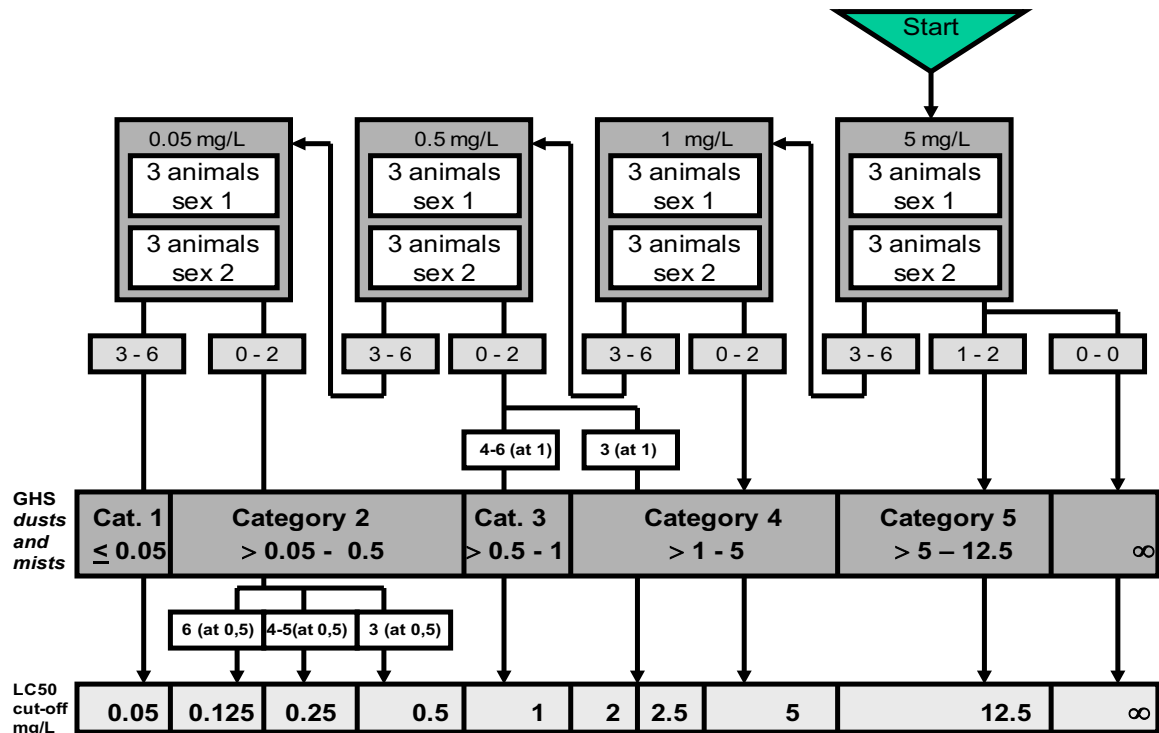 Start
0.05 mg/L
3 animals
sex 1
3 animals
sex 2
0.5 mg/L
3 animals
sex 1
3 animals
sex 2
1 mg/L
3 animals
sex 1
3 animals
sex 2
5 mg/L
3 animals
sex 1
3 animals
sex 2
3 - 6
0 - 2
3 - 6
0 - 2
3 - 6
0 - 2
3 - 6
1 - 2
0 - 0
4-6 (at 1)
3 (at 1)
GHS
dusts
and
mists
Cat. 1
≤ 0.05
Category 2
> 0.05 - 0.5
Cat. 3
> 0.5 - 1
Category 4
> 1 - 5
Category 5
> 5 – 12.5
∞
6 (at 0,5)
4-5(at 0,5)
3 (at 0,5)
LC50
cut-off
mg/L
0.05
0.125
0.25
0.5
1
2
2.5
5
12.5
∞